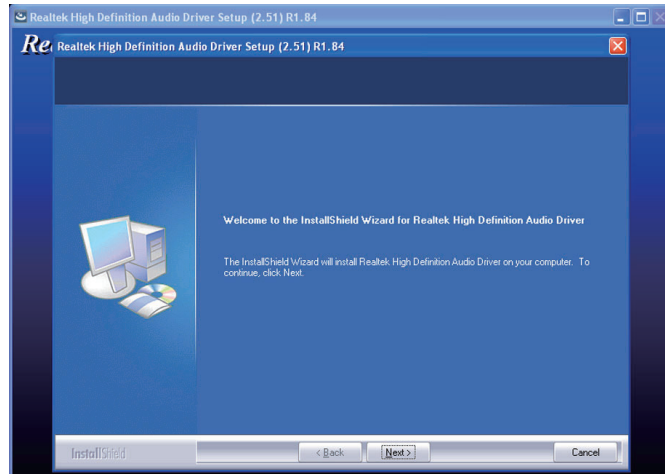 Realtek High Definition Audio Driver Setup (2.51) R1.84
Re
Realtek High Definition Audio Driver Setup (2.51) R1.84
Welcome to the InstallShield Wizard for Realtek High Definition Audio Driver
The InstallShield Wizard will install Realtek High Definition Audio Driver on your computer. To
continue, click Next.
InstallShield
< Back
Next >
Cancel